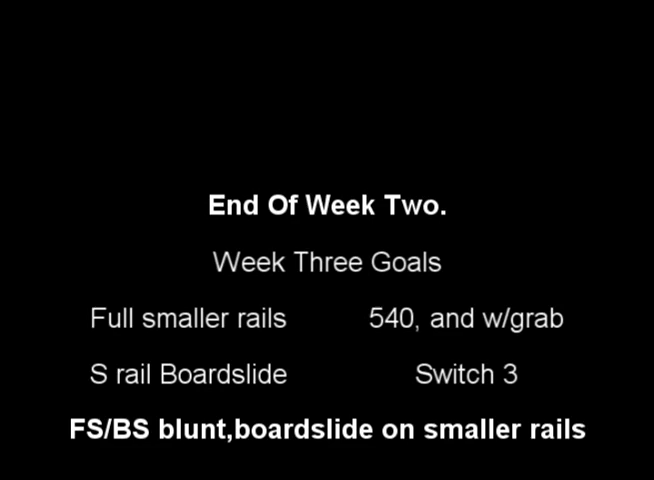 End Of Week Two.
Week Three Goals
Full smaller rails 540, and w/grab
S rail Boardslide Switch 3
FS/BS blunt,boardslide on smaller rails